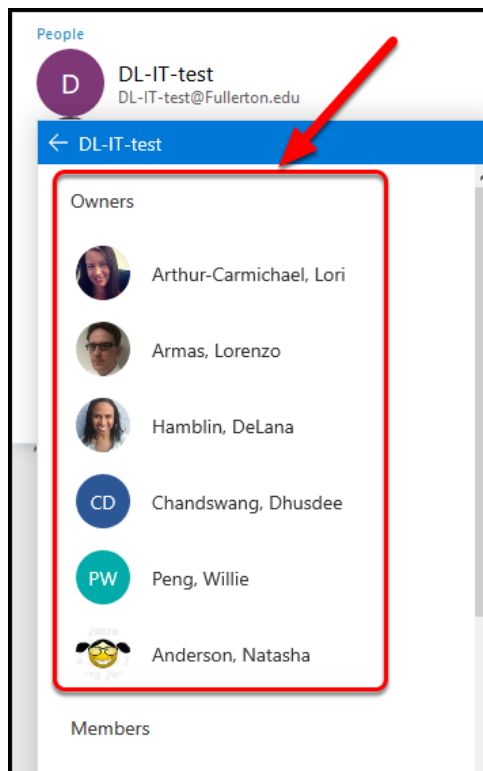 People
D
DL-IT-test
DL-IT-test@Fullerton.edu
DL-IT-test
Owners
Arthur-Carmichael, Lori
Armas, Lorenzo
Hamblin, DeLana
CD
Chandswang, Dhusdee
PW
Peng, Willie
Anderson, Natasha
Members